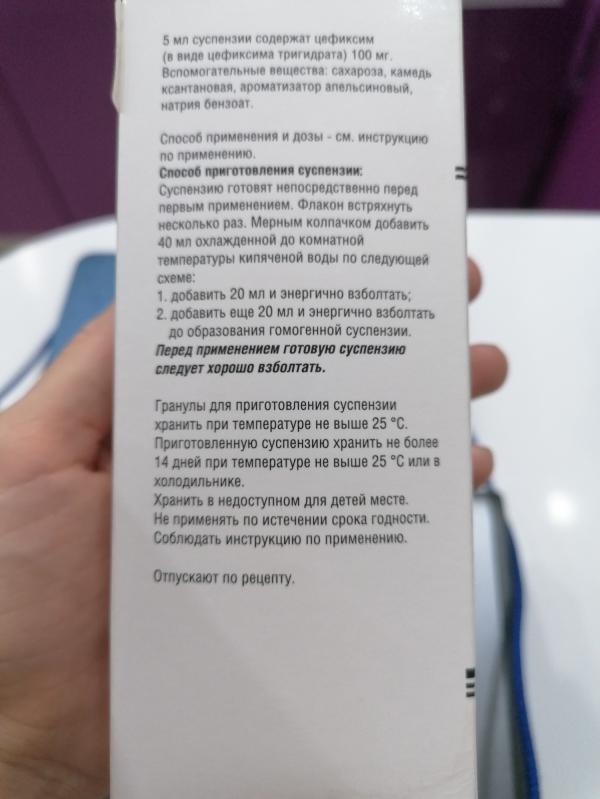 5 мл суспензии содержат цефиксим
(в виде цефиксима тригидрата) 100 мг.
Вспомогательные вещества: сахароза, камедь
ксантановая, ароматизатор апельсиновый,
натрия бензоат.
Способ применения и дозы - см. инструкцию
по применению.
Способ приготовления суспензии:
Суспензию готовят непосредственно перед
первым применением. Флакон встряхнуть
несколько раз. Мерным колпачком добавить
40 мл охлажденной до комнатной
температуры кипяченой воды по следующей
схеме:
1. добавить 20 мл и энергично взболтать;
2. добавить еще 20 мл и энергично взболтать
до образования гомогенной суспензии.
Перед применением готовую суспензию
следует хорошо взболтать.
Гранулы для приготовления суспензии
хранить при температуре не выше 25 °С.
Приготовленную суспензию хранить не более
14 дней при температуре не выше 25 °С или в
холодильнике.
Хранить в недоступном для детей месте.
Не применять по истечении срока годности.
Соблюдать инструкцию по применению.
Отпускают по рецепту.